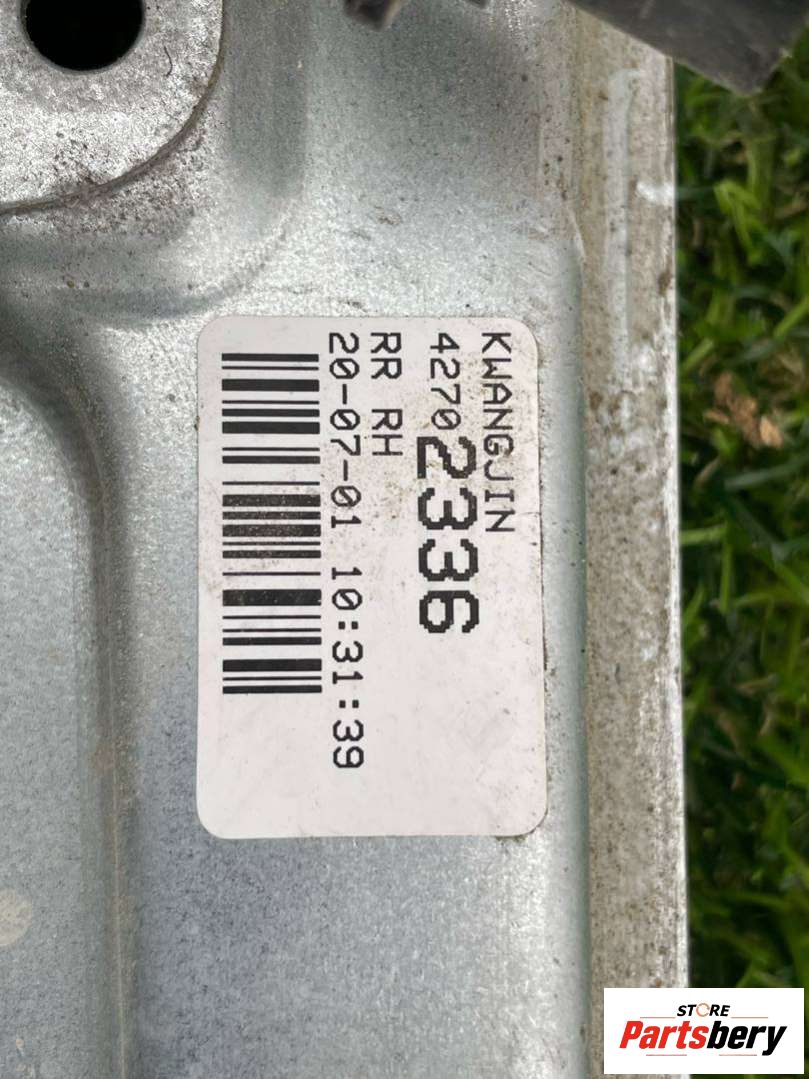 KWANGJIN
42702336
RR RH
20-07-01 10:31:39
STORE
Partsbery